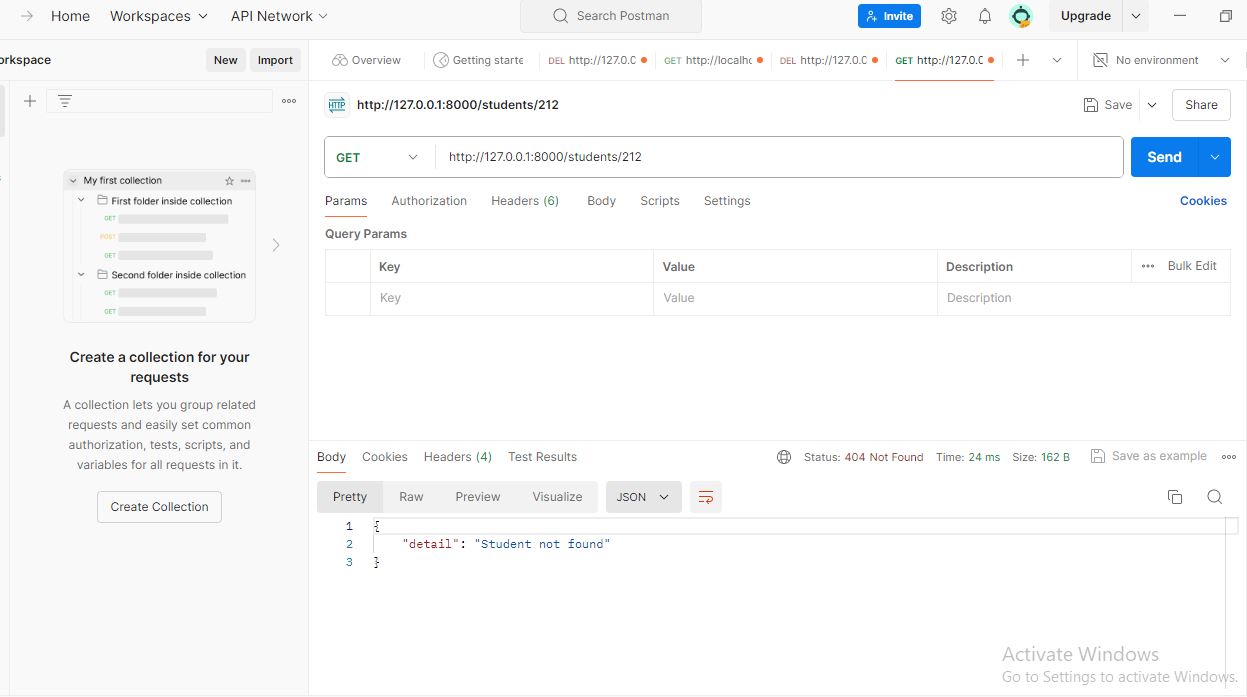 Home Workspaces API Network Search Postman Invite Upgrade
orkspace New Import Overview Getting starte DEL http://127.0.0 GET http://localho DEL http://127.0.0 GET http://127.0.0 No environment
HTTP http://127.0.0.1:8000/students/212 Save Share
GET http://127.0.0.1:8000/students/212 Send
My first collection
First folder inside collection
GET
POST
GET
Second folder inside collection
GET
GET
Create a collection for your
requests
A collection lets you group related
requests and easily set common
authorization, tests, scripts, and
variables for all requests in it.
Create Collection
Params Authorization Headers (6) Body Scripts Settings Cookies
Query Params
Key Value Description Bulk Edit
Key Value Description
Body Cookies Headers (4) Test Results Status: 404 Not Found Time: 24 ms Size: 162 B Save as example
Pretty Raw Preview Visualize JSON
1 {
2 "detail": "Student not found"
3 }
Activate Windows
Go to Settings to activate Windows.